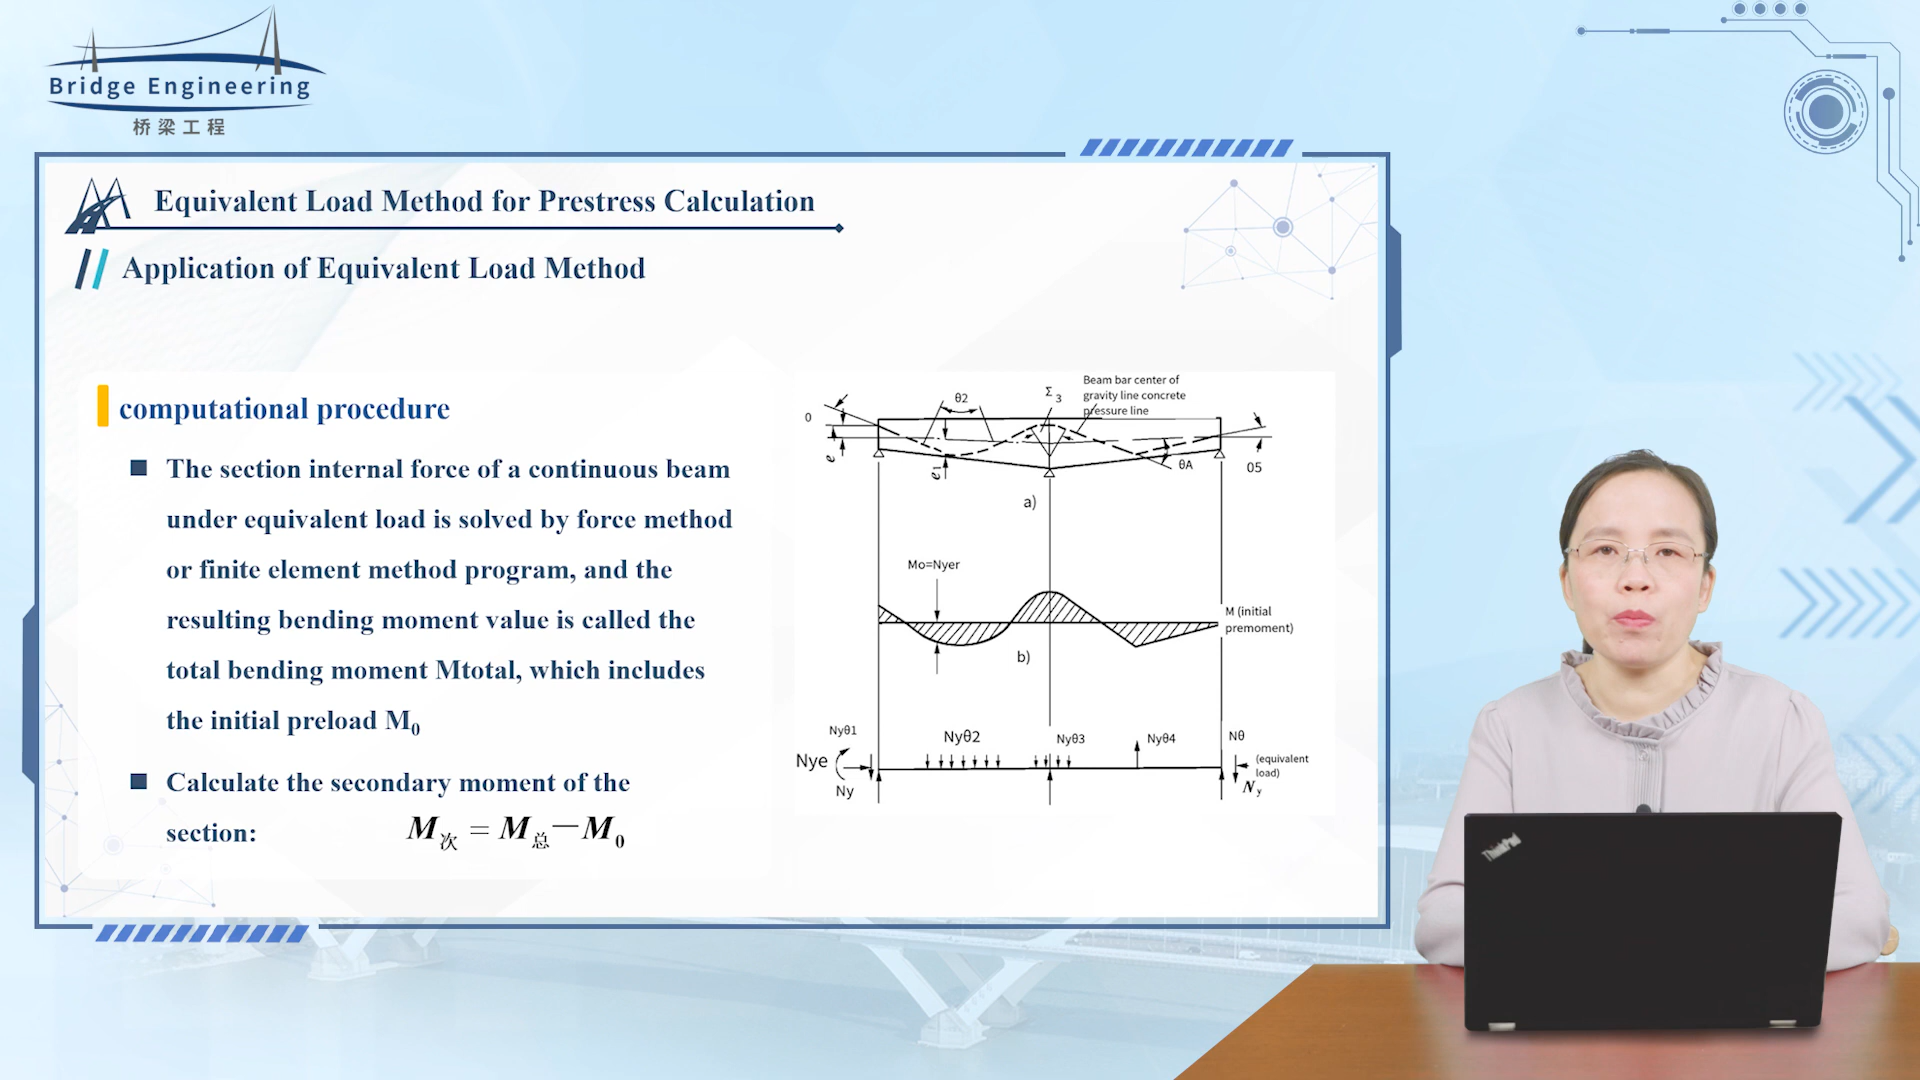 Bridge Engineering
桥梁工程
Equivalent Load Method for Prestress Calculation
Application of Equivalent Load Method
computational procedure
The section internal force of a continuous beam
under equivalent load is solved by force method
or finite element method program, and the
resulting bending moment value is called the
total bending moment Mtotal, which includes
the initial preload M₀
Calculate the secondary moment of the
section:
M次 = M总 — M₀
Beam bar center of
gravity line concrete
pressure line
θ2
Σ 3
0
e
e1
θA
05
a)
Mo=Nyer
M (initial
premoment)
b)
Nyθ1
Nyθ2
Nyθ3
Nyθ4
Nθ
Nye
Ny
(equivalent
load)
Ny
ThinkPad